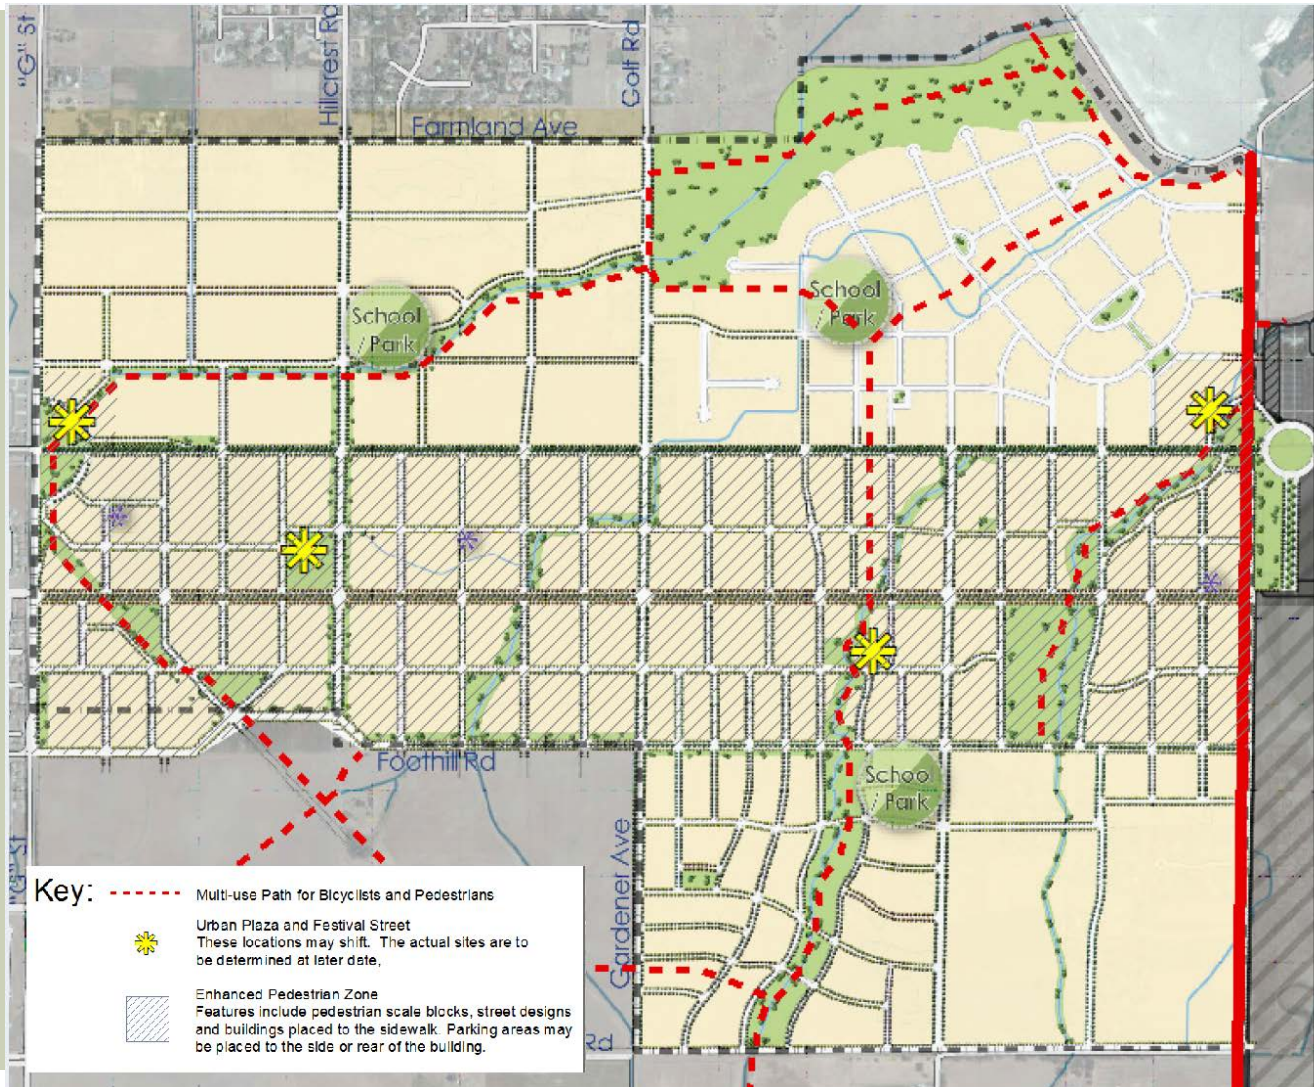 "G" St
Hillcrest Rd
Golf Rd
Farmland Ave
School
/ Park
School
/ Park
Foothill Rd
School
/ Park
Gardener Ave
"G" St
Rd
Key:
Multi-use Path for Bicyclists and Pedestrians
Urban Plaza and Festival Street
These locations may shift. The actual sites are to
be determined at later date,
Enhanced Pedestrian Zone
Features include pedestrian scale blocks, street designs
and buildings placed to the sidewalk. Parking areas may
be placed to the side or rear of the building.